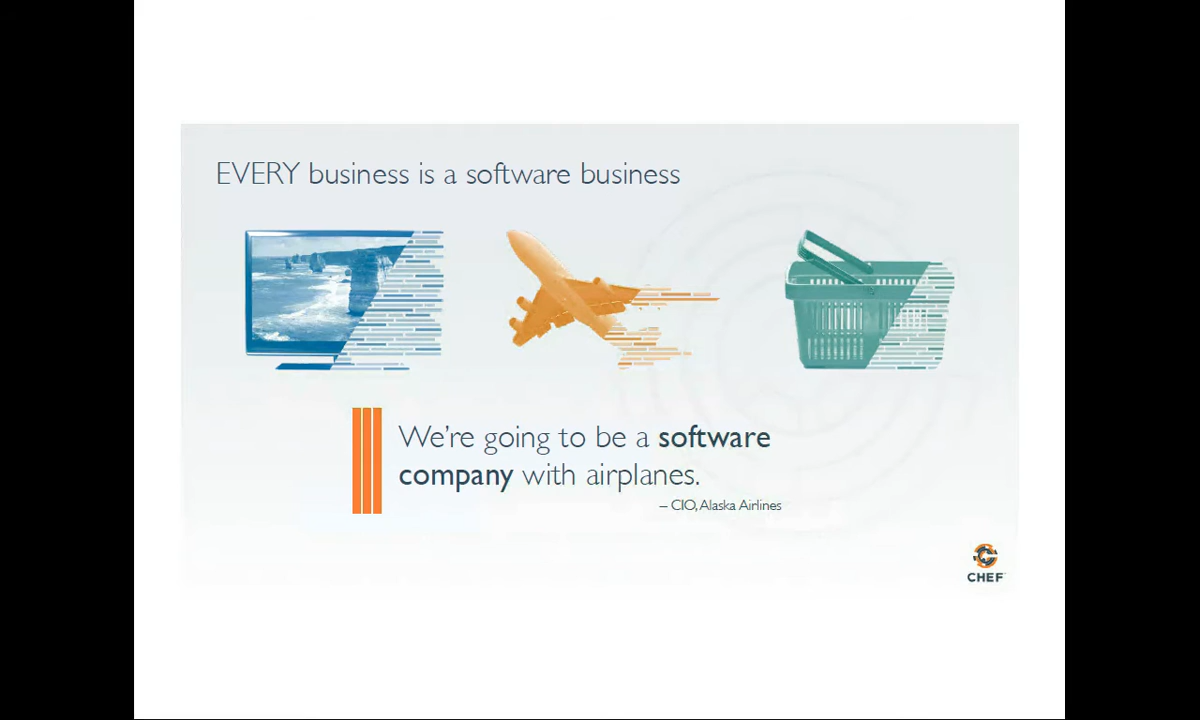 EVERY business is a software business
We're going to be a software
company with airplanes.
– CIO, Alaska Airlines
CHEF